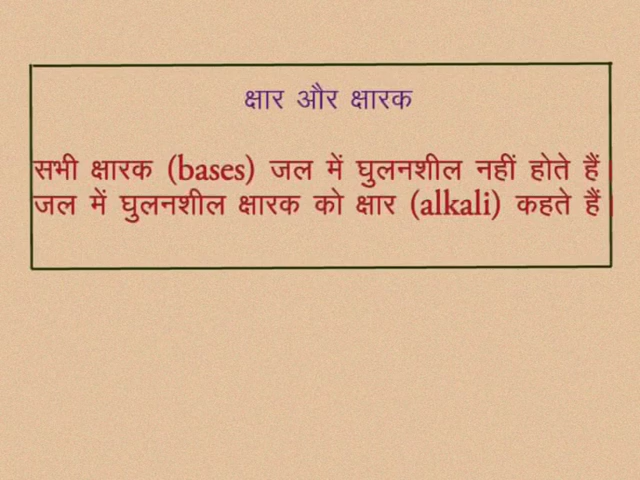 क्षार और क्षारक
सभी क्षारक (bases) जल में घुलनशील नहीं होते हैं।
जल में घुलनशील क्षारक को क्षार (alkali) कहते हैं।